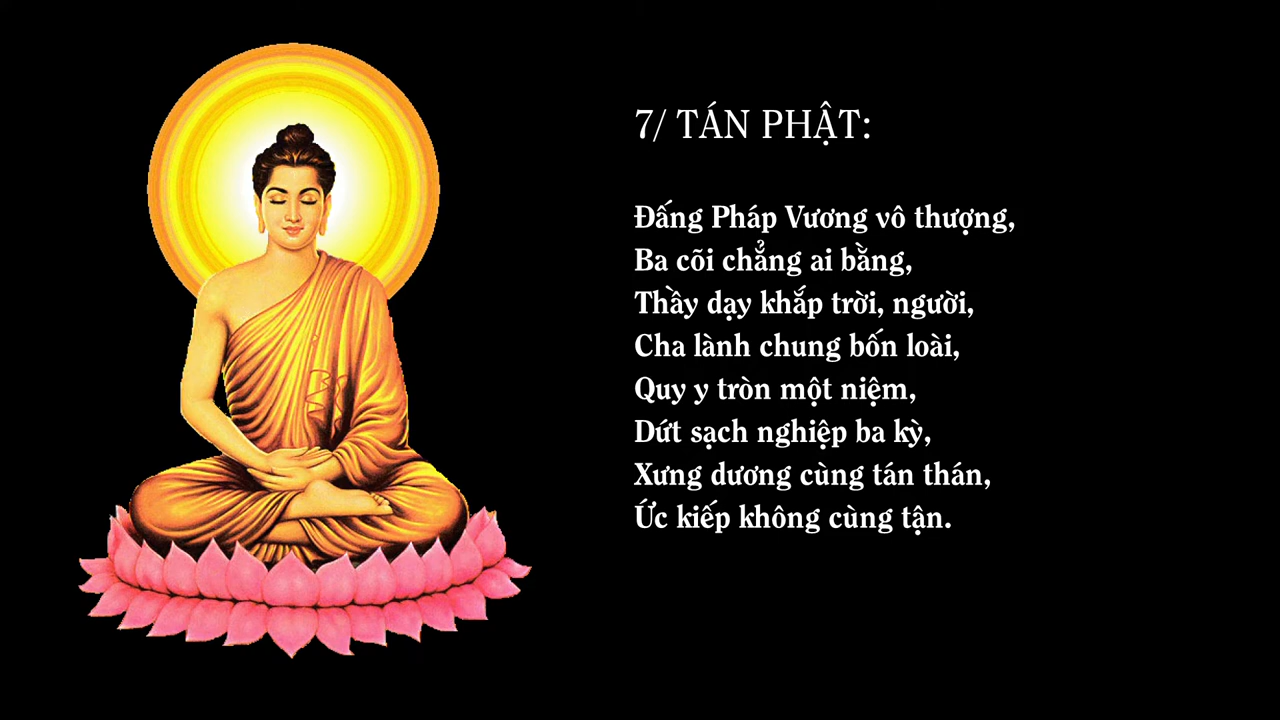 7/ TÁN PHẬT:
Đấng Pháp Vương vô thượng,
Ba cõi chẳng ai bằng,
Thầy dạy khắp trời, người,
Cha lành chung bốn loài,
Quy y tròn một niệm,
Dứt sạch nghiệp ba kỳ,
Xưng dương cùng tán thán,
Ức kiếp không cùng tận.